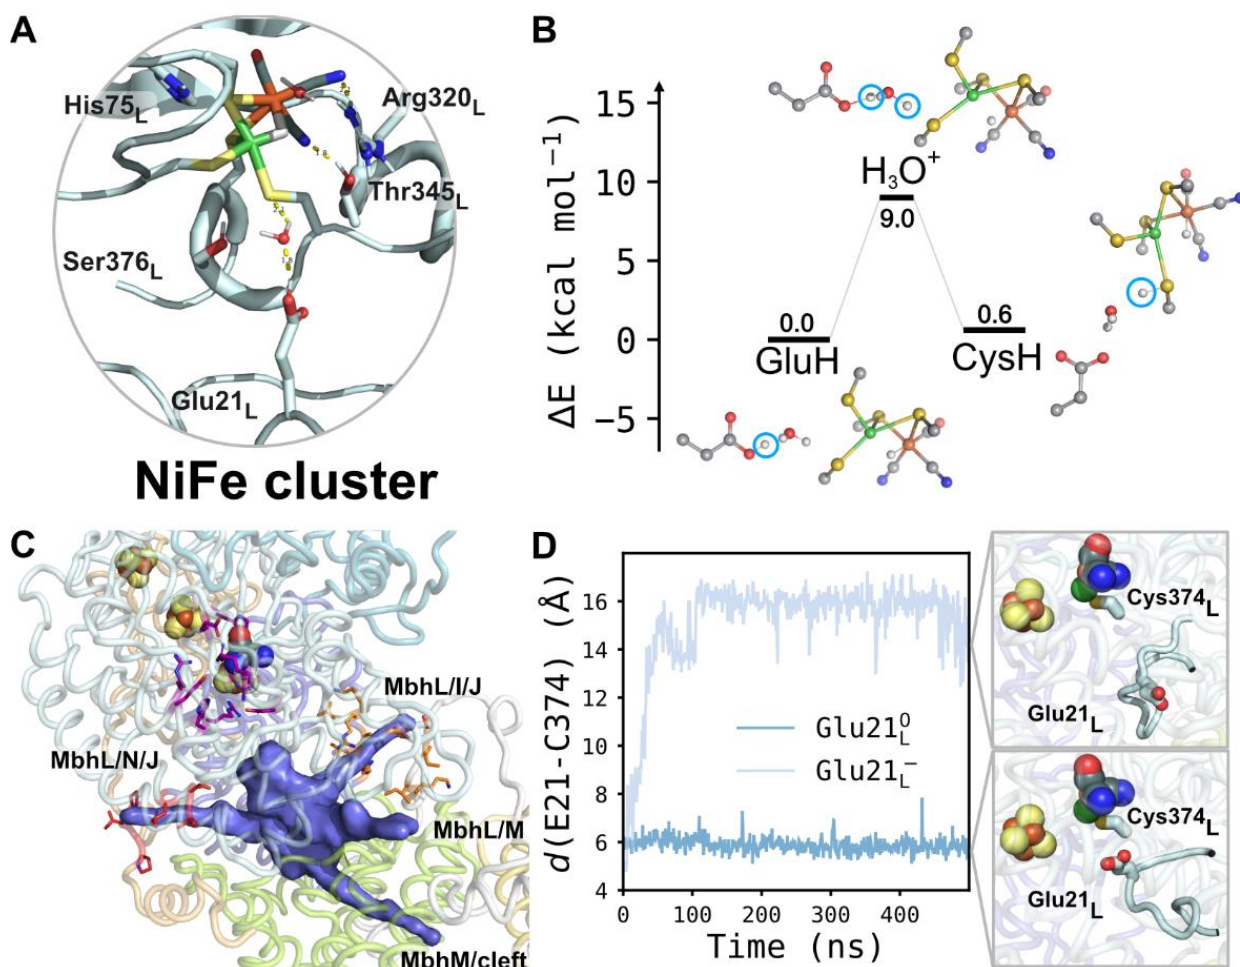 A
His75L
Arg320L
Thr345L
Ser376L
Glu21L
NiFe cluster
B
ΔE (kcal mol⁻¹)
15
10
5
0
−5
H₃O⁺
9.0
0.0
GluH
0.6
CysH
C
MbhL/I/J
MbhL/N/J
MbhL/M
MbhM/cleft
D
d(E21-C374) (Å)
16
14
12
10
8
6
4
Glu21L⁰
Glu21L⁻
0
100
200
300
400
Time (ns)
Cys374L
Glu21L
Cys374L
Glu21L